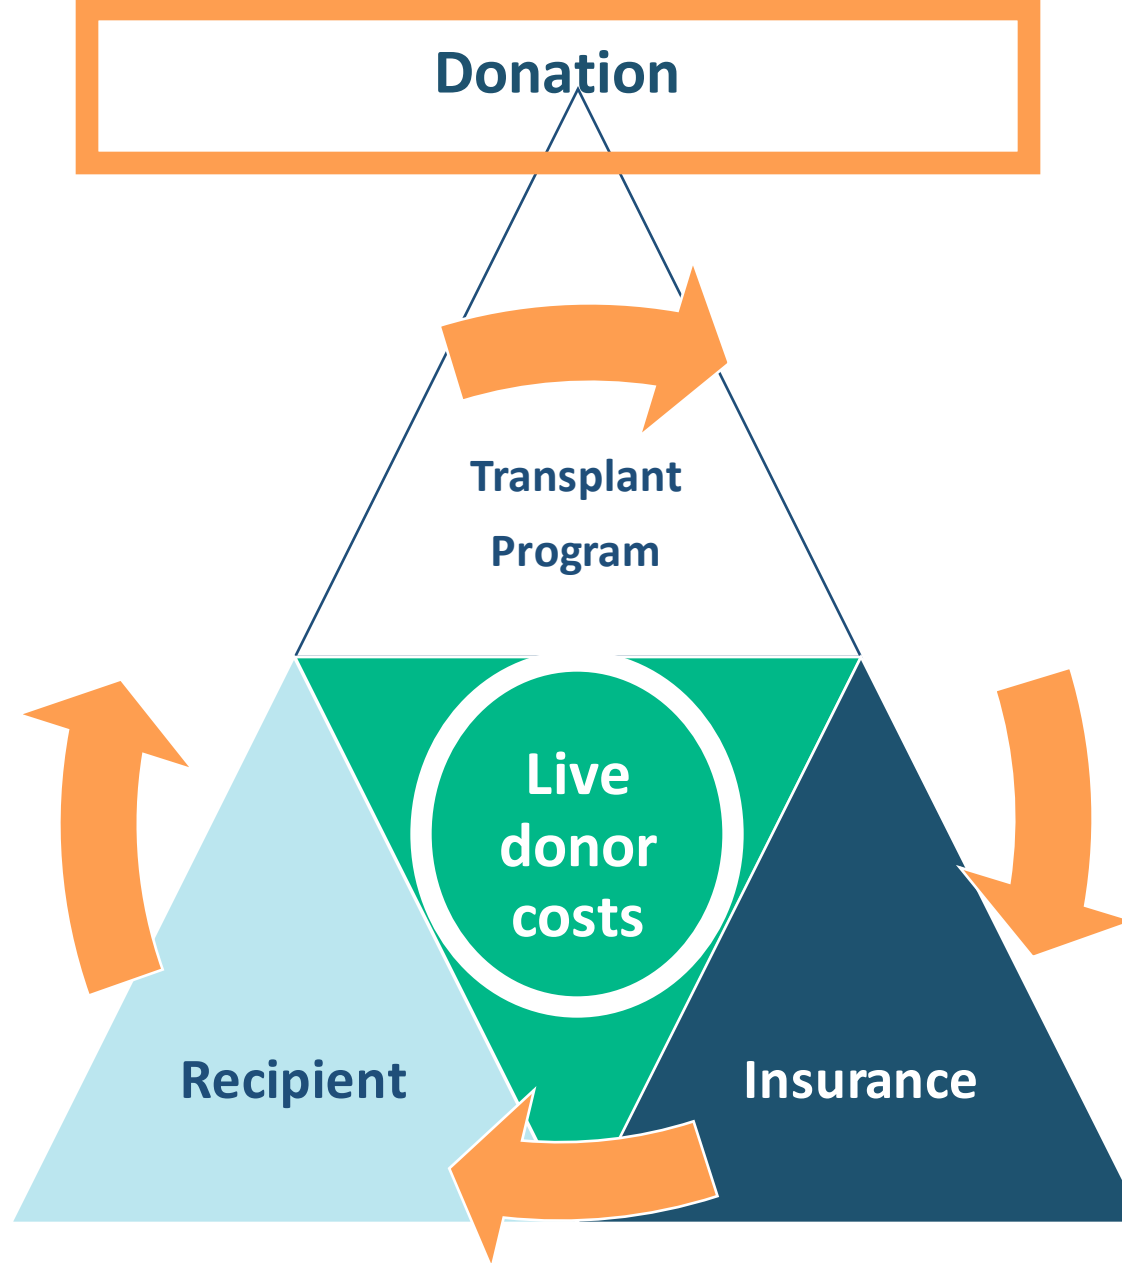 Donation
Transplant
Program
Live
donor
costs
Recipient
Insurance